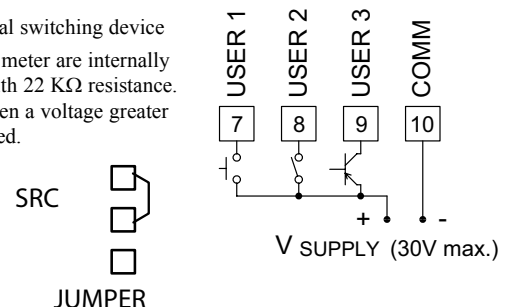 al switching device
meter are internally
th 22 KΩ resistance.
en a voltage greater
ed.
SRC
JUMPER
USER 1
USER 2
USER 3
COMM
7
8
9
10
+ -
V SUPPLY (30V max.)